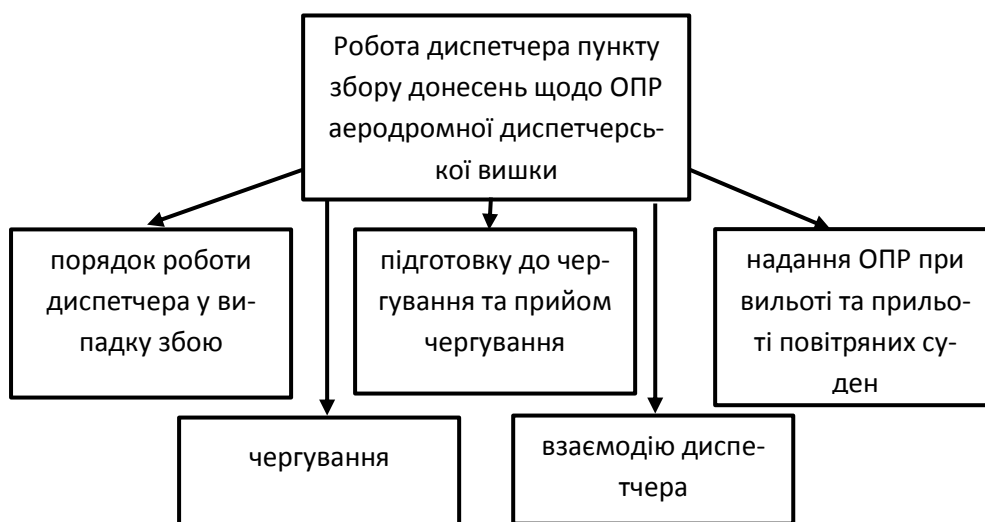 Робота диспетчера пункту
збору донесень щодо ОПР
аеродромної диспетчерсь-
кої вишки
порядок роботи
диспетчера у ви-
падку збою
підготовку до чер-
гування та прийом
чергування
надання ОПР при
вильоті та прильо-
ті повітряних су-
ден
чергування
взаємодію диспе-
тчера